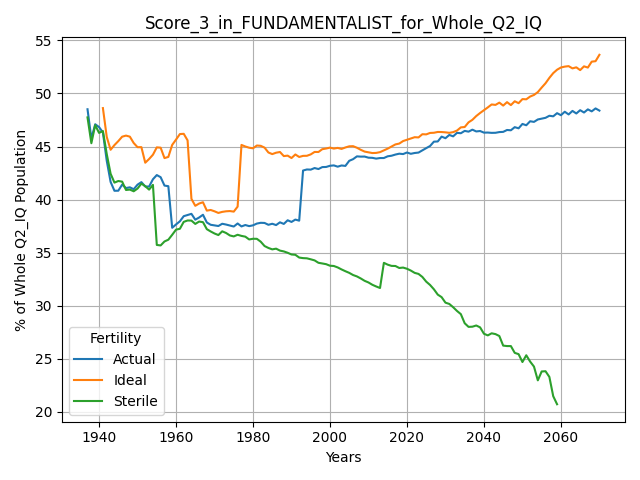 Score_3_in_FUNDAMENTALIST_for_Whole_Q2_IQ
% of Whole Q2_IQ Population
55
50
45
40
35
30
25
20
Fertility
Actual
Ideal
Sterile
1940 1960 1980 2000 2020 2040 2060
Years